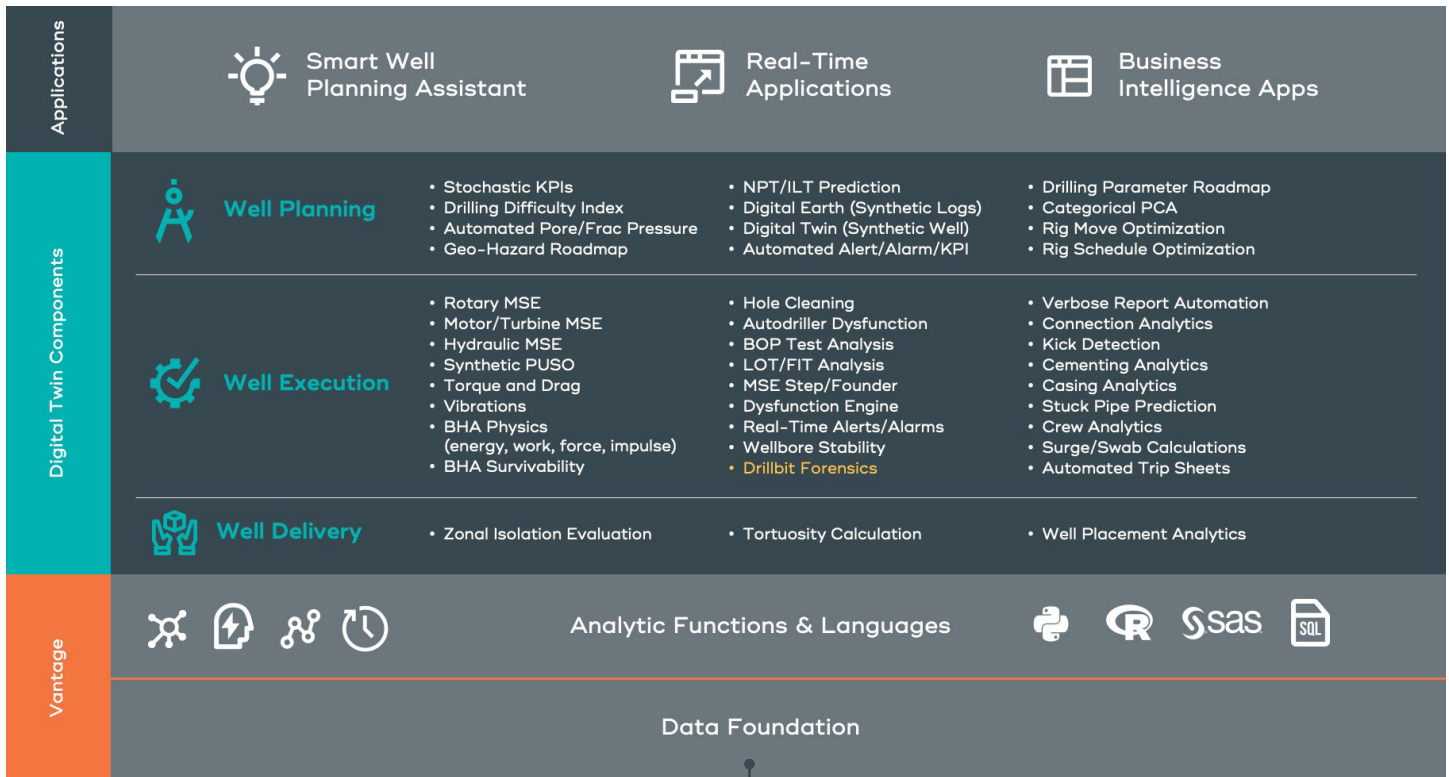 Applications
Smart Well
Planning Assistant
Real-Time
Applications
Business
Intelligence Apps
Digital Twin Components
Well Planning
• Stochastic KPIs
• Drilling Difficulty Index
• Automated Pore/Frac Pressure
• Geo-Hazard Roadmap
• NPT/ILT Prediction
• Digital Earth (Synthetic Logs)
• Digital Twin (Synthetic Well)
• Automated Alert/Alarm/KPI
• Drilling Parameter Roadmap
• Categorical PCA
• Rig Move Optimization
• Rig Schedule Optimization
Well Execution
• Rotary MSE
• Motor/Turbine MSE
• Hydraulic MSE
• Synthetic PUSO
• Torque and Drag
• Vibrations
• BHA Physics
(energy, work, force, impulse)
• BHA Survivability
• Hole Cleaning
• Autodriller Dysfunction
• BOP Test Analysis
• LOT/FIT Analysis
• MSE Step/Founder
• Dysfunction Engine
• Real-Time Alerts/Alarms
• Wellbore Stability
• Drillbit Forensics
• Verbose Report Automation
• Connection Analytics
• Kick Detection
• Cementing Analytics
• Casing Analytics
• Stuck Pipe Prediction
• Crew Analytics
• Surge/Swab Calculations
• Automated Trip Sheets
Well Delivery
• Zonal Isolation Evaluation
• Tortuosity Calculation
• Well Placement Analytics
Vantage
Analytic Functions & Languages
R
sas
SQL
Data Foundation